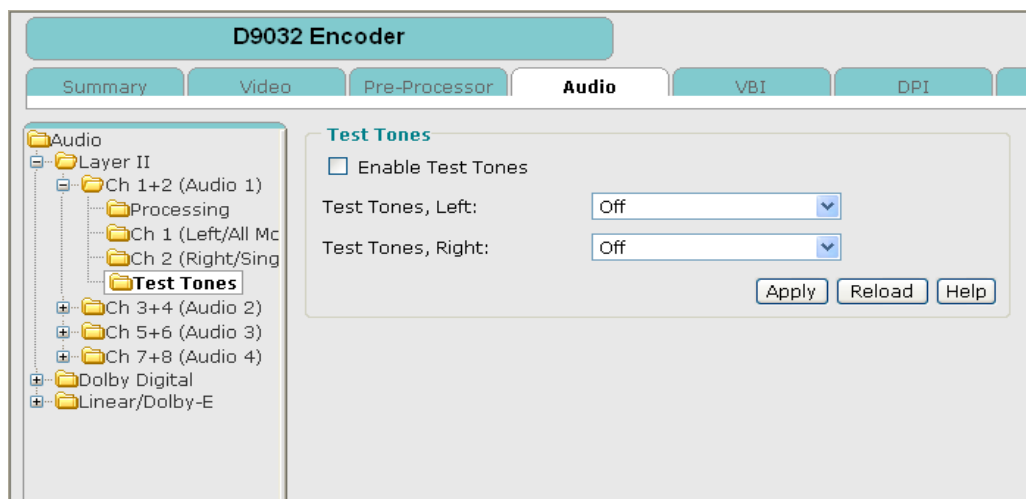 D9032 Encoder
Summary
Video
Pre-Processor
Audio
VBI
DPI
Audio
Layer II
Ch 1+2 (Audio 1)
Processing
Ch 1 (Left/All Mc
Ch 2 (Right/Sing
Test Tones
Ch 3+4 (Audio 2)
Ch 5+6 (Audio 3)
Ch 7+8 (Audio 4)
Dolby Digital
Linear/Dolby-E
Test Tones
Enable Test Tones
Test Tones, Left: Off
Test Tones, Right: Off
Apply Reload Help